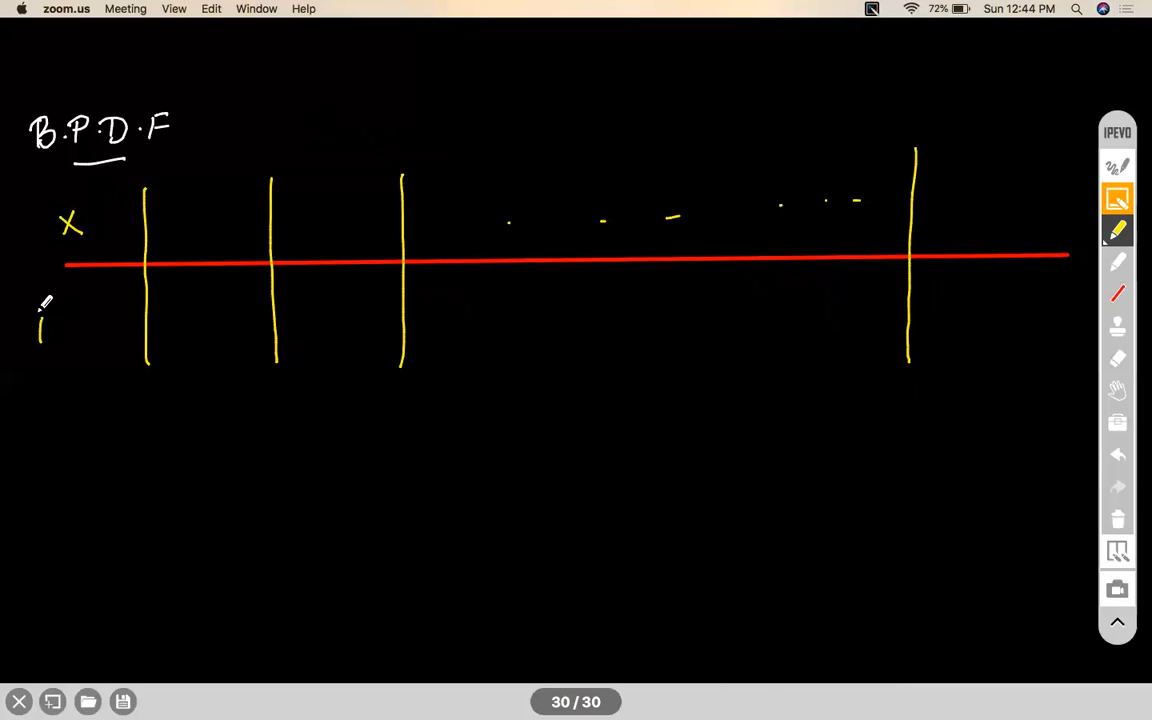 zoom.us Meeting View Edit Window Help 72% Sun 12:44 PM
IPEVO
B.P.D.F
X
30 / 30